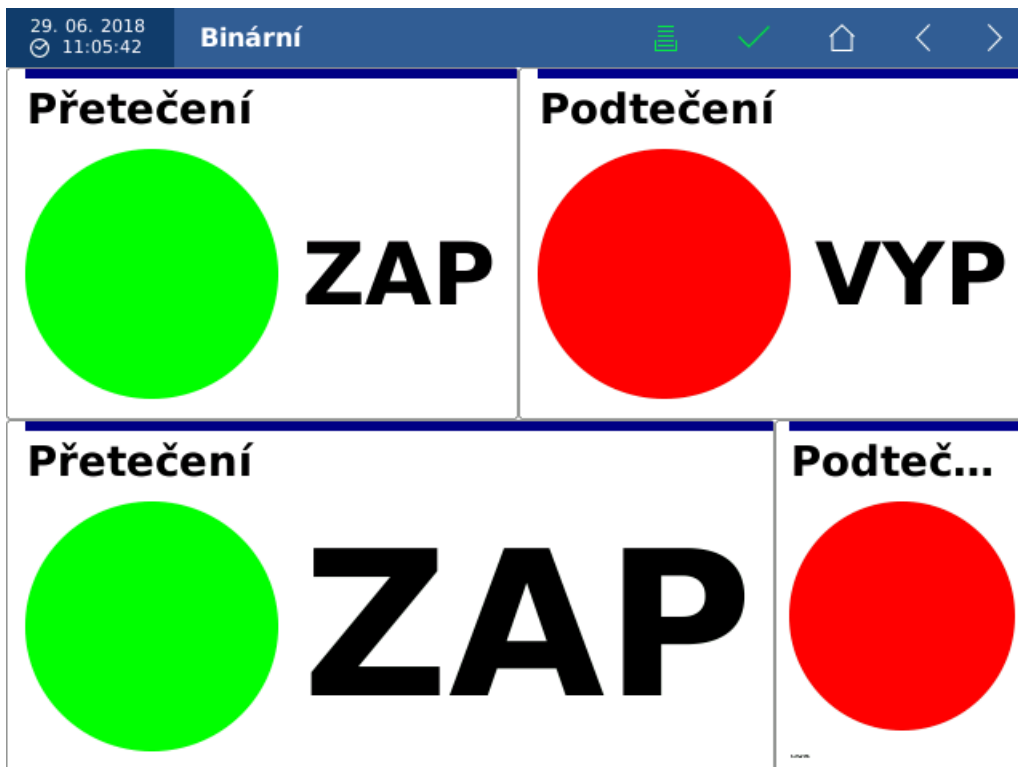 29. 06. 2018
11:05:42
Binární
Přetečení
ZAP
Podtečení
VYP
Přetečení
ZAP
Podteč...